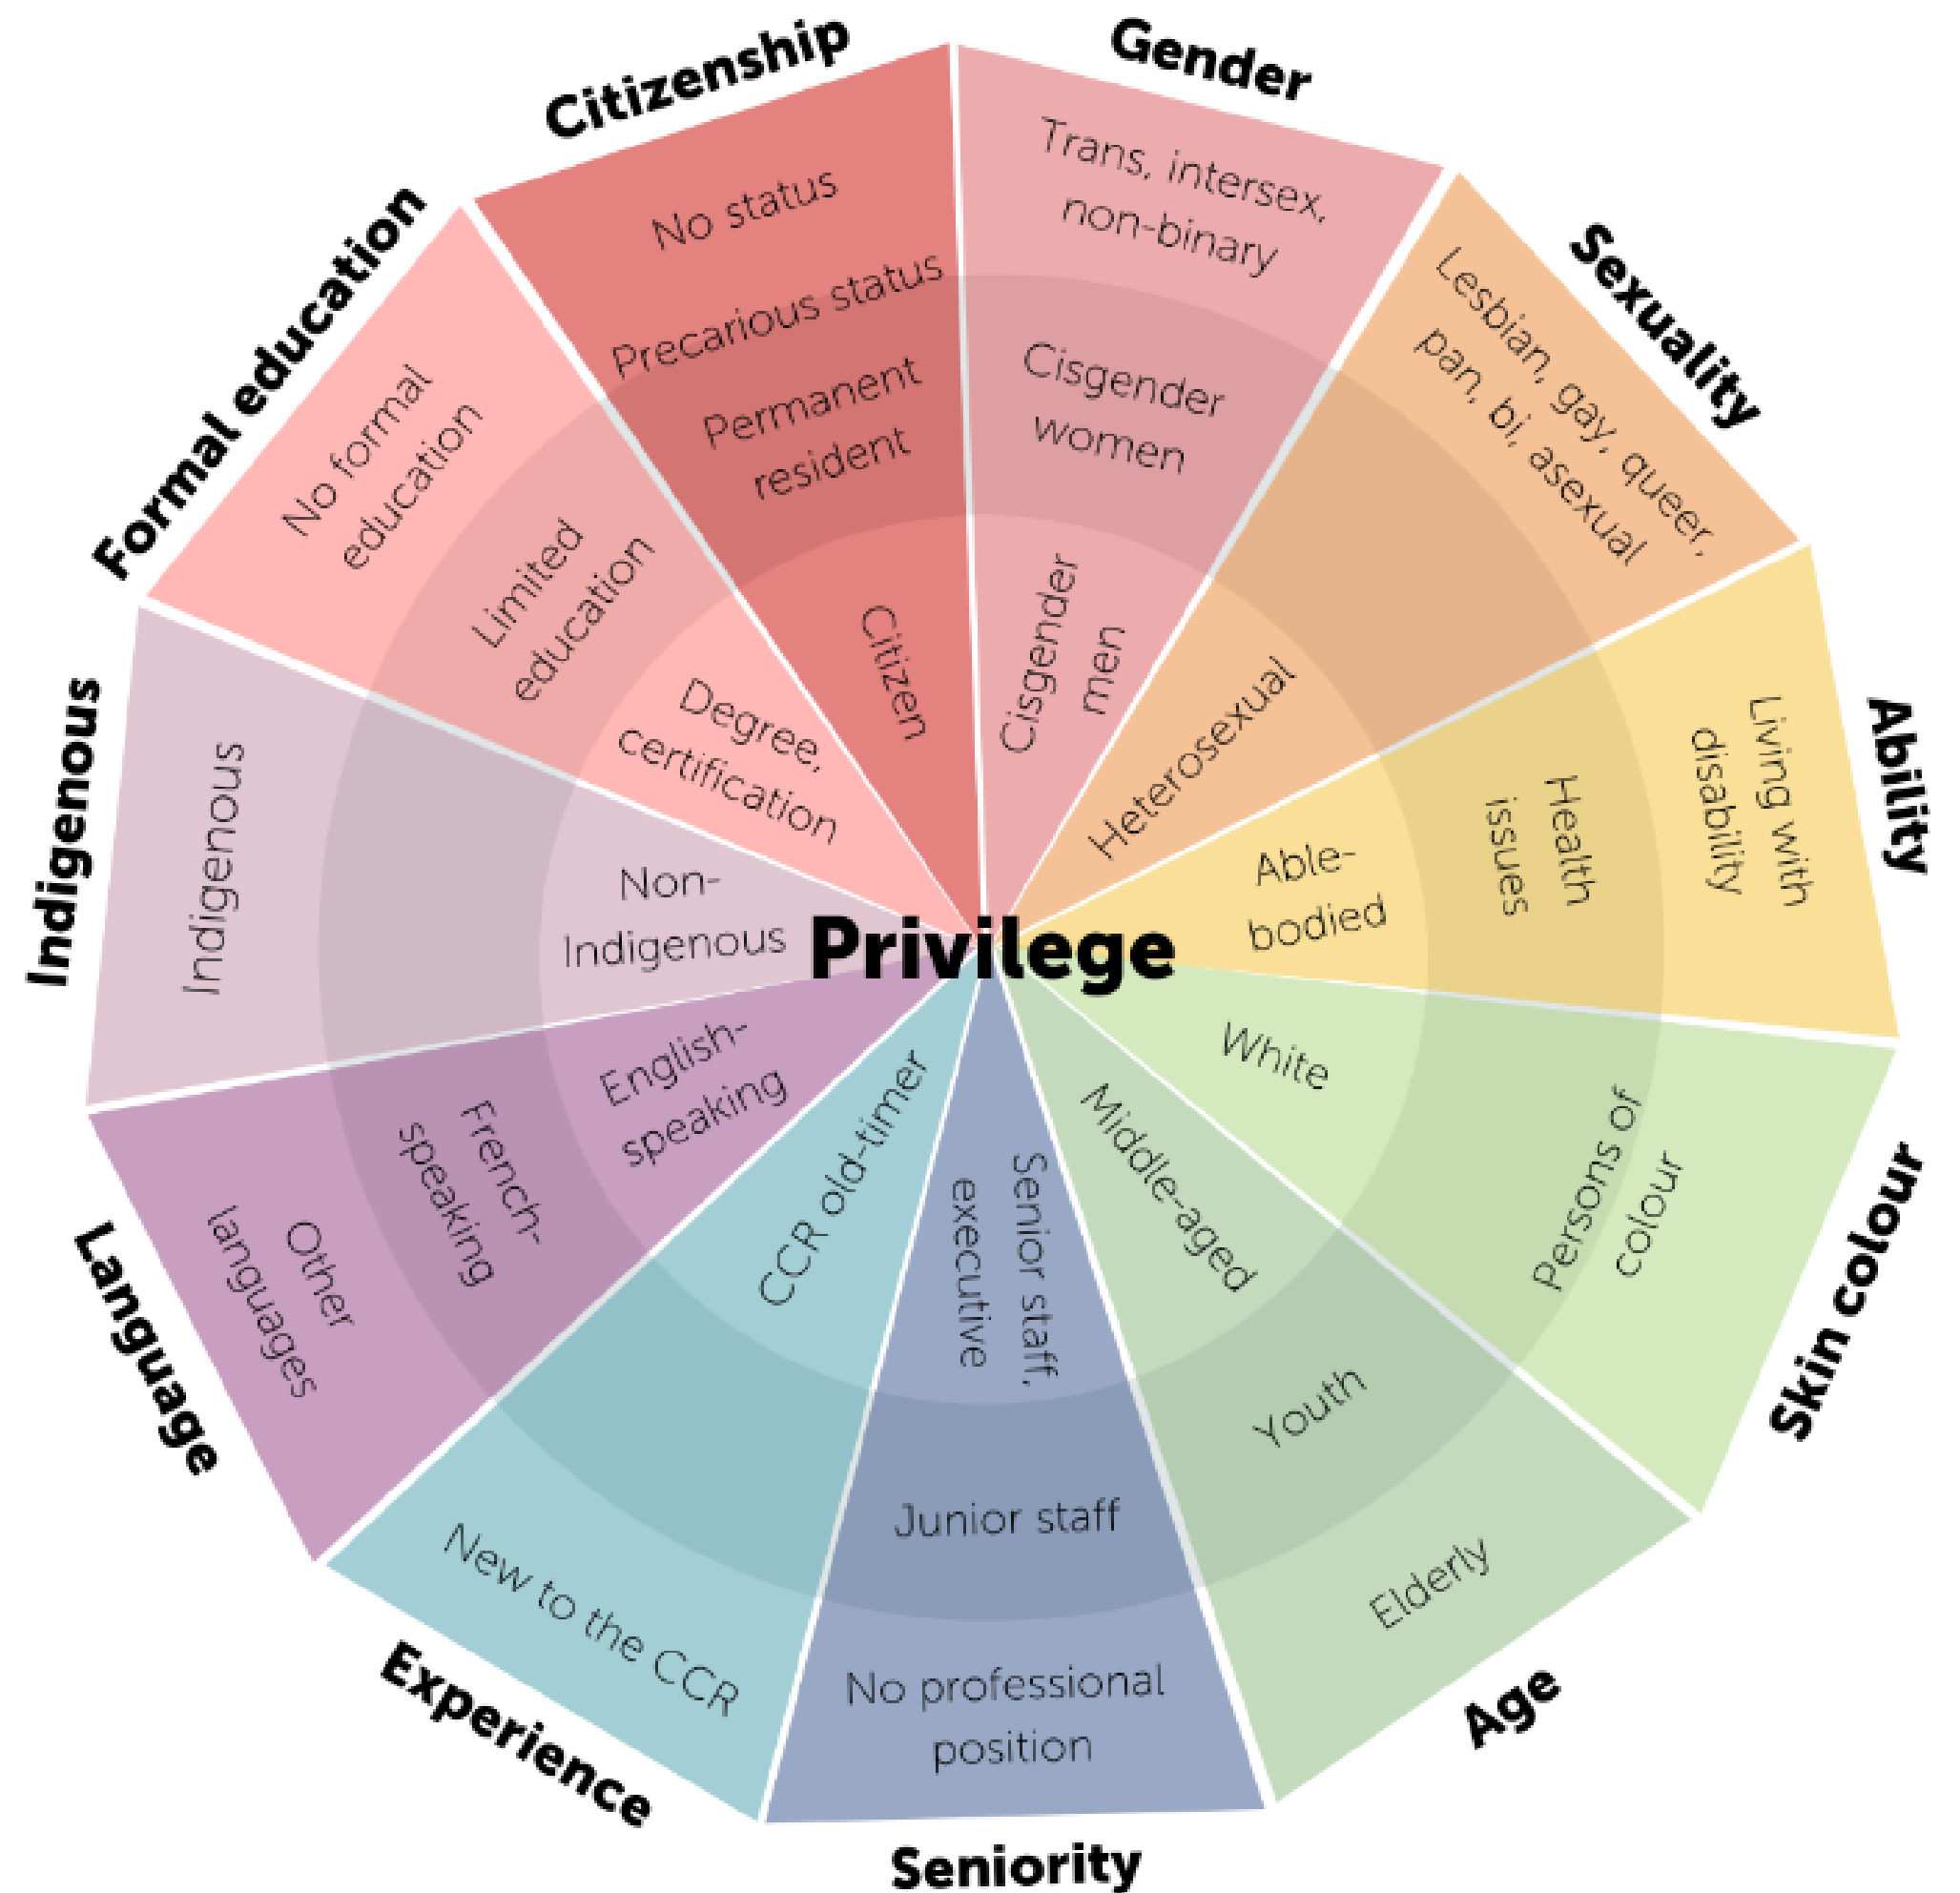 Citizenship
No status
Precarious status
Permanent
resident
Citizen
Gender
Trans, intersex,
non-binary
Cisgender
women
Cisgender
men
Sexuality
Lesbian, gay, queer,
pan, bi, asexual
Heterosexual
Ability
Living with
disability
Health
issues
Able-
bodied
Skin colour
Persons of
colour
White
Age
Elderly
Youth
Middle-aged
Seniority
No professional
position
Junior staff
Senior staff,
executive
Experience
New to the CCR
CCR old-timer
Language
Other
languages
French-
speaking
English-
speaking
Indigenous
Indigenous
Non-
Indigenous
Formal education
No formal
education
Limited
education
Degree,
certification
Privilege